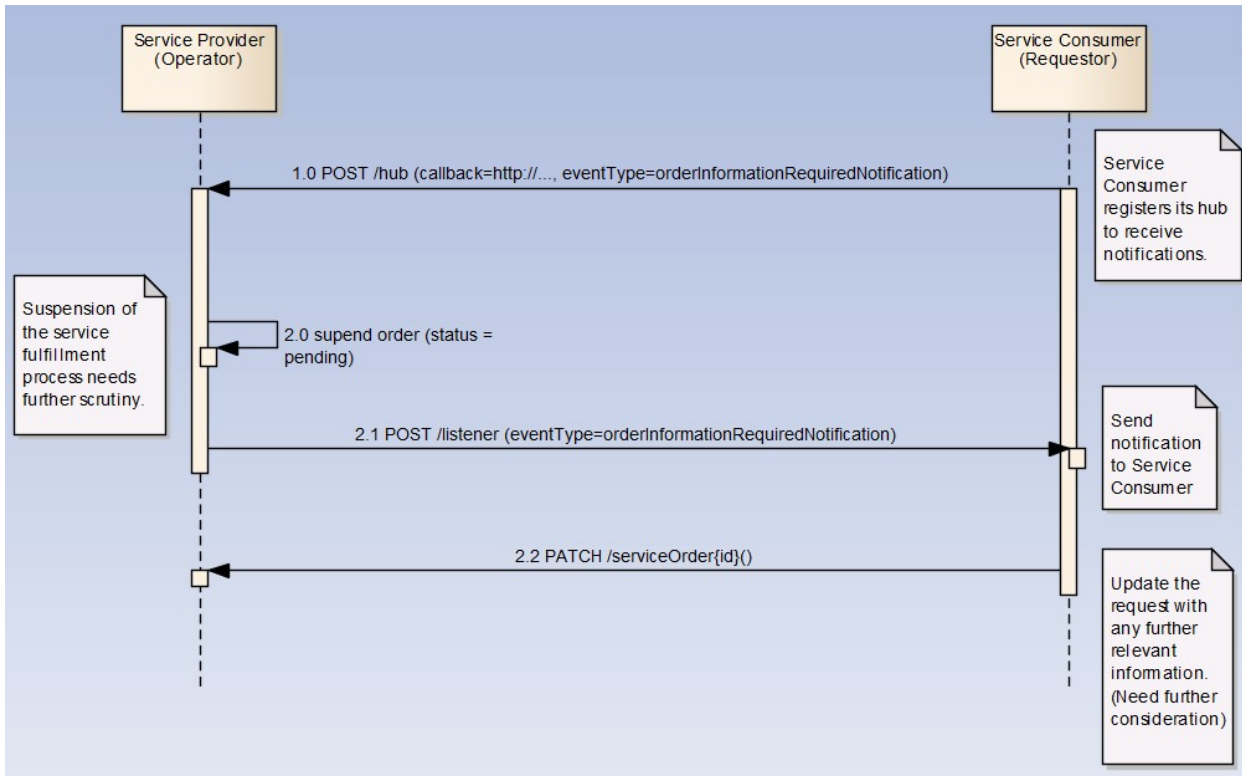 Service Provider
(Operator)
Service Consumer
(Requestor)
1.0 POST /hub (callback=http://..., eventType=orderInformationRequiredNotification)
Service
Consumer
registers its hub
to receive
notifications.
Suspension of
the service
fulfillment
process needs
further scrutiny.
2.0 supend order (status =
pending)
2.1 POST /listener (eventType=orderInformationRequiredNotification)
Send
notification
to Service
Consumer
2.2 PATCH /serviceOrder{id}()
Update the
request with
any further
relevant
information.
(Need further
consideration)